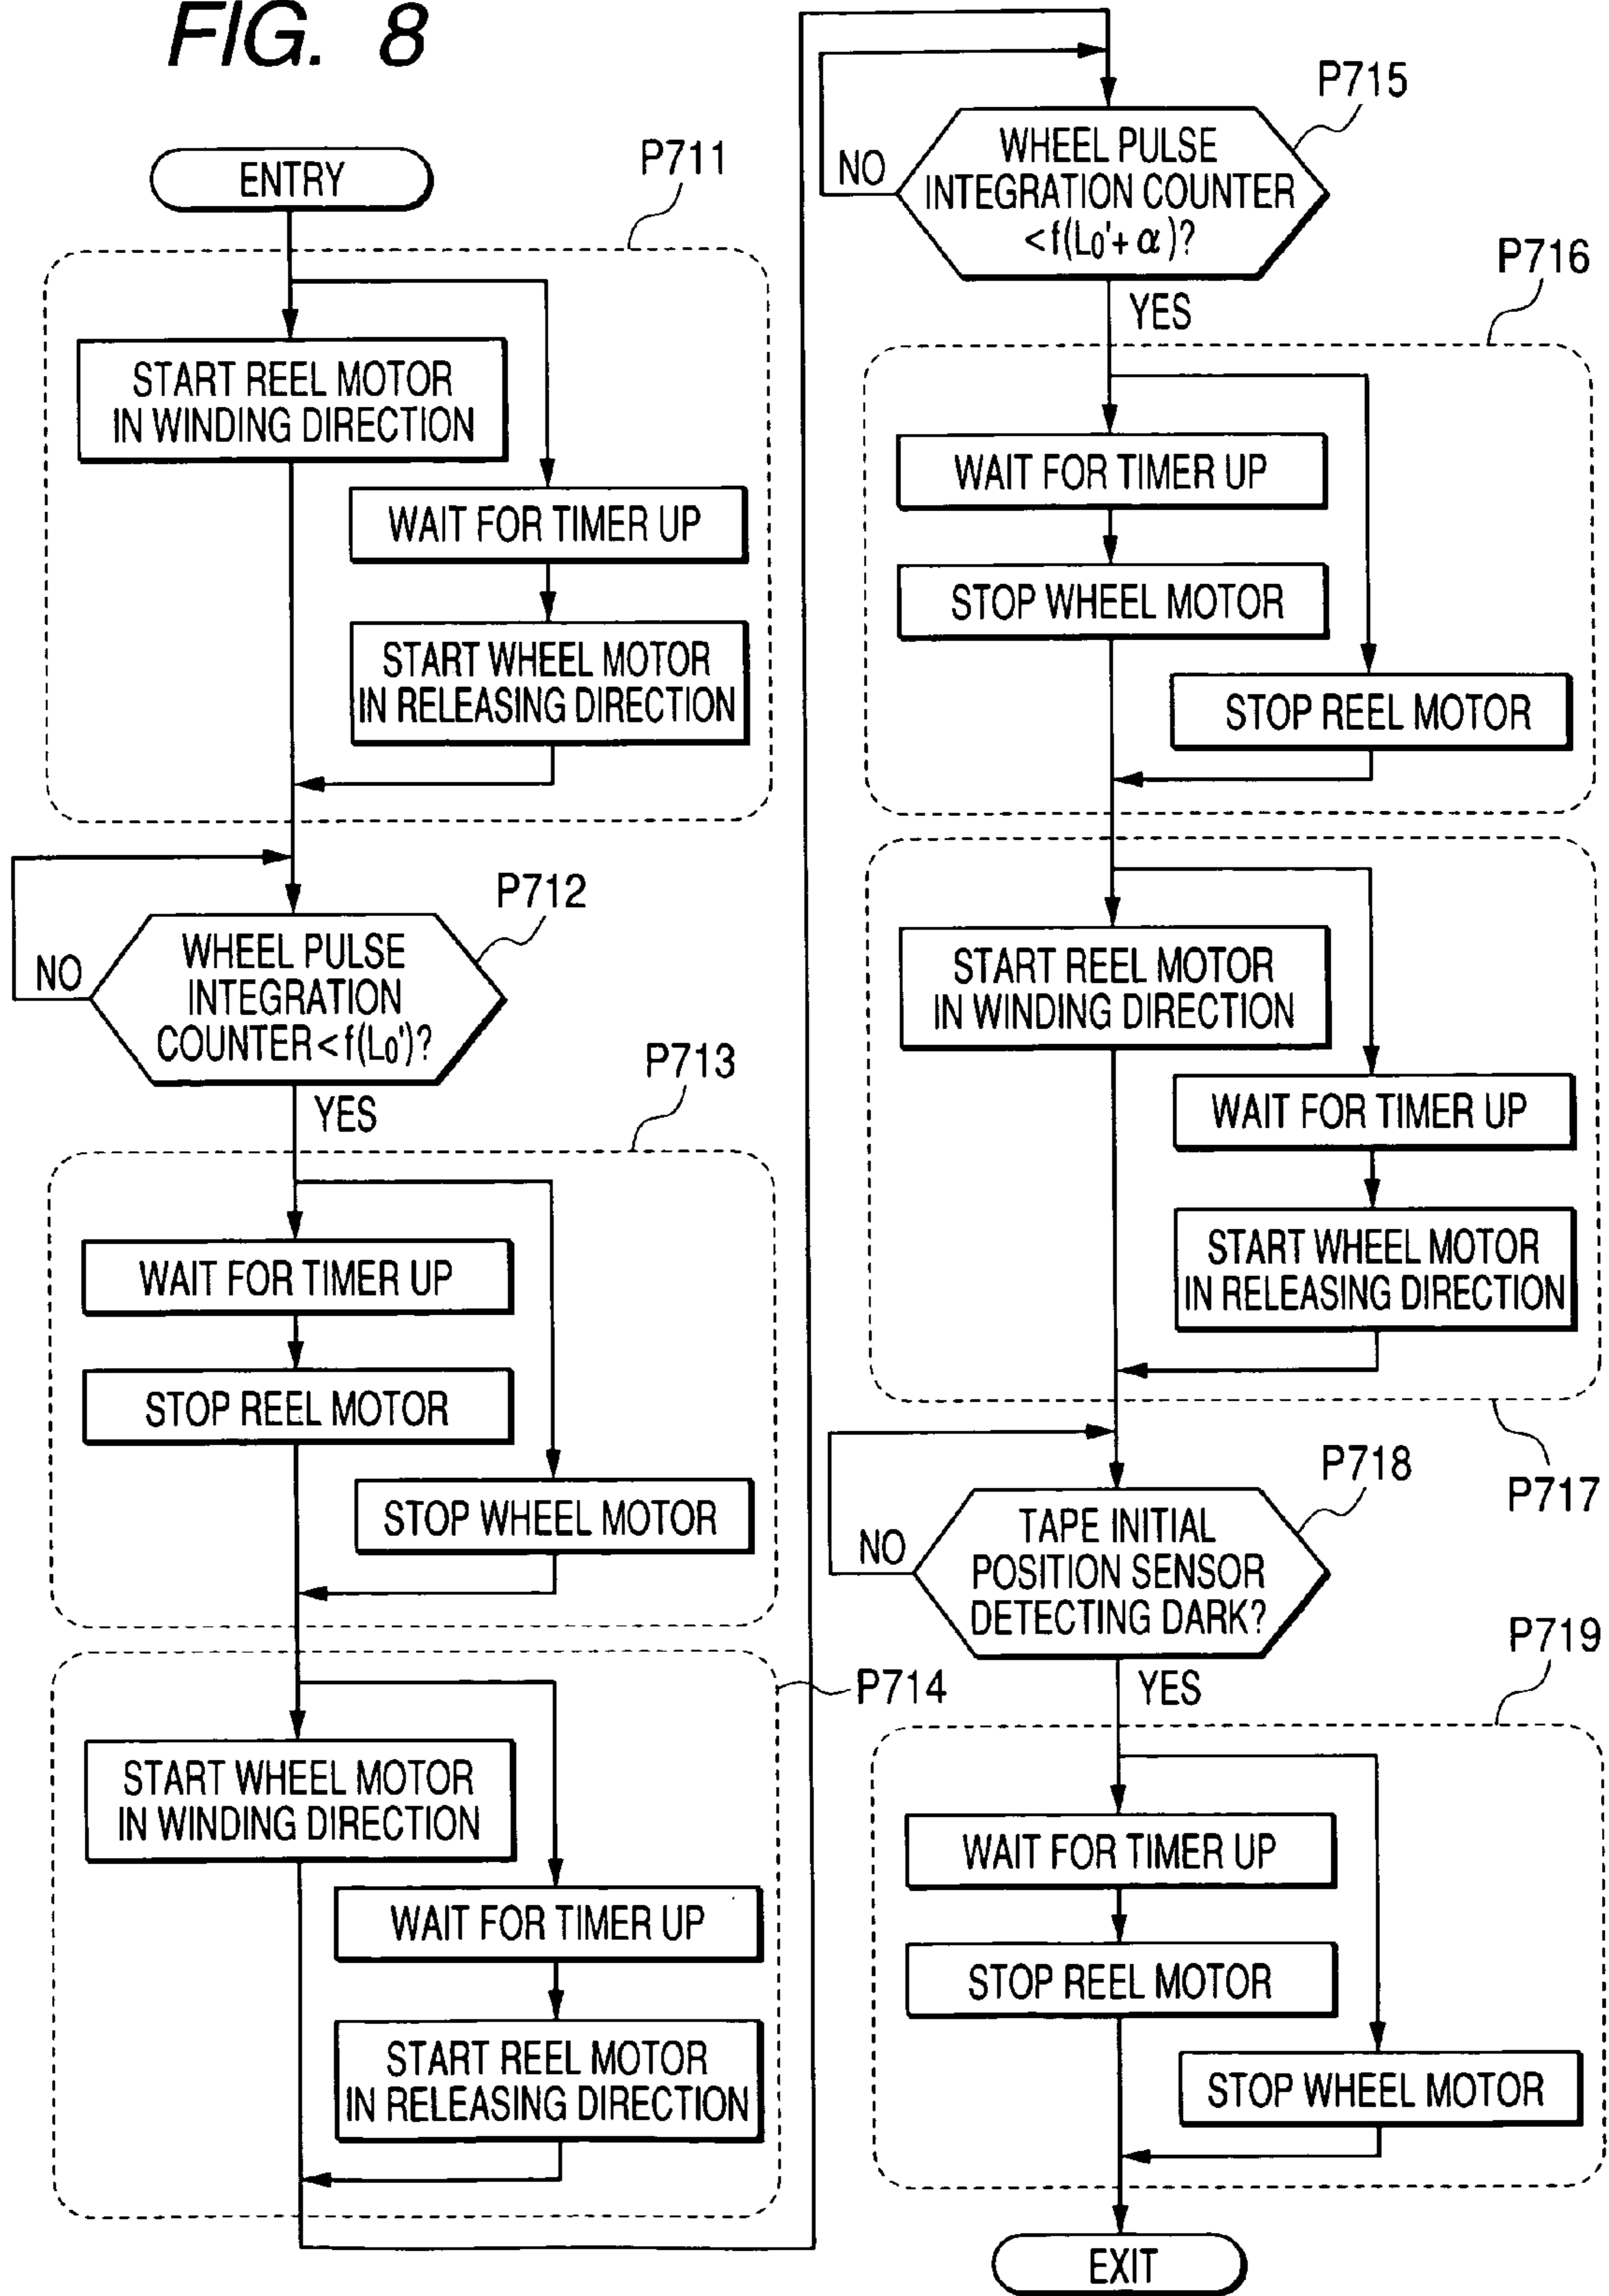 FIG. 8
ENTRY
P711
START REEL MOTOR
IN WINDING DIRECTION
WAIT FOR TIMER UP
START WHEEL MOTOR
IN RELEASING DIRECTION
P712
WHEEL PULSE
INTEGRATION
COUNTER<f(L0')?
NO
YES
P713
WAIT FOR TIMER UP
STOP REEL MOTOR
STOP WHEEL MOTOR
P714
START WHEEL MOTOR
IN WINDING DIRECTION
WAIT FOR TIMER UP
START REEL MOTOR
IN RELEASING DIRECTION
P715
WHEEL PULSE
INTEGRATION COUNTER
<f(L0'+α)?
NO
YES
P716
WAIT FOR TIMER UP
STOP WHEEL MOTOR
STOP REEL MOTOR
START REEL MOTOR
IN WINDING DIRECTION
WAIT FOR TIMER UP
START WHEEL MOTOR
IN RELEASING DIRECTION
P717
P718
TAPE INITIAL
POSITION SENSOR
DETECTING DARK?
NO
YES
P719
WAIT FOR TIMER UP
STOP REEL MOTOR
STOP WHEEL MOTOR
EXIT